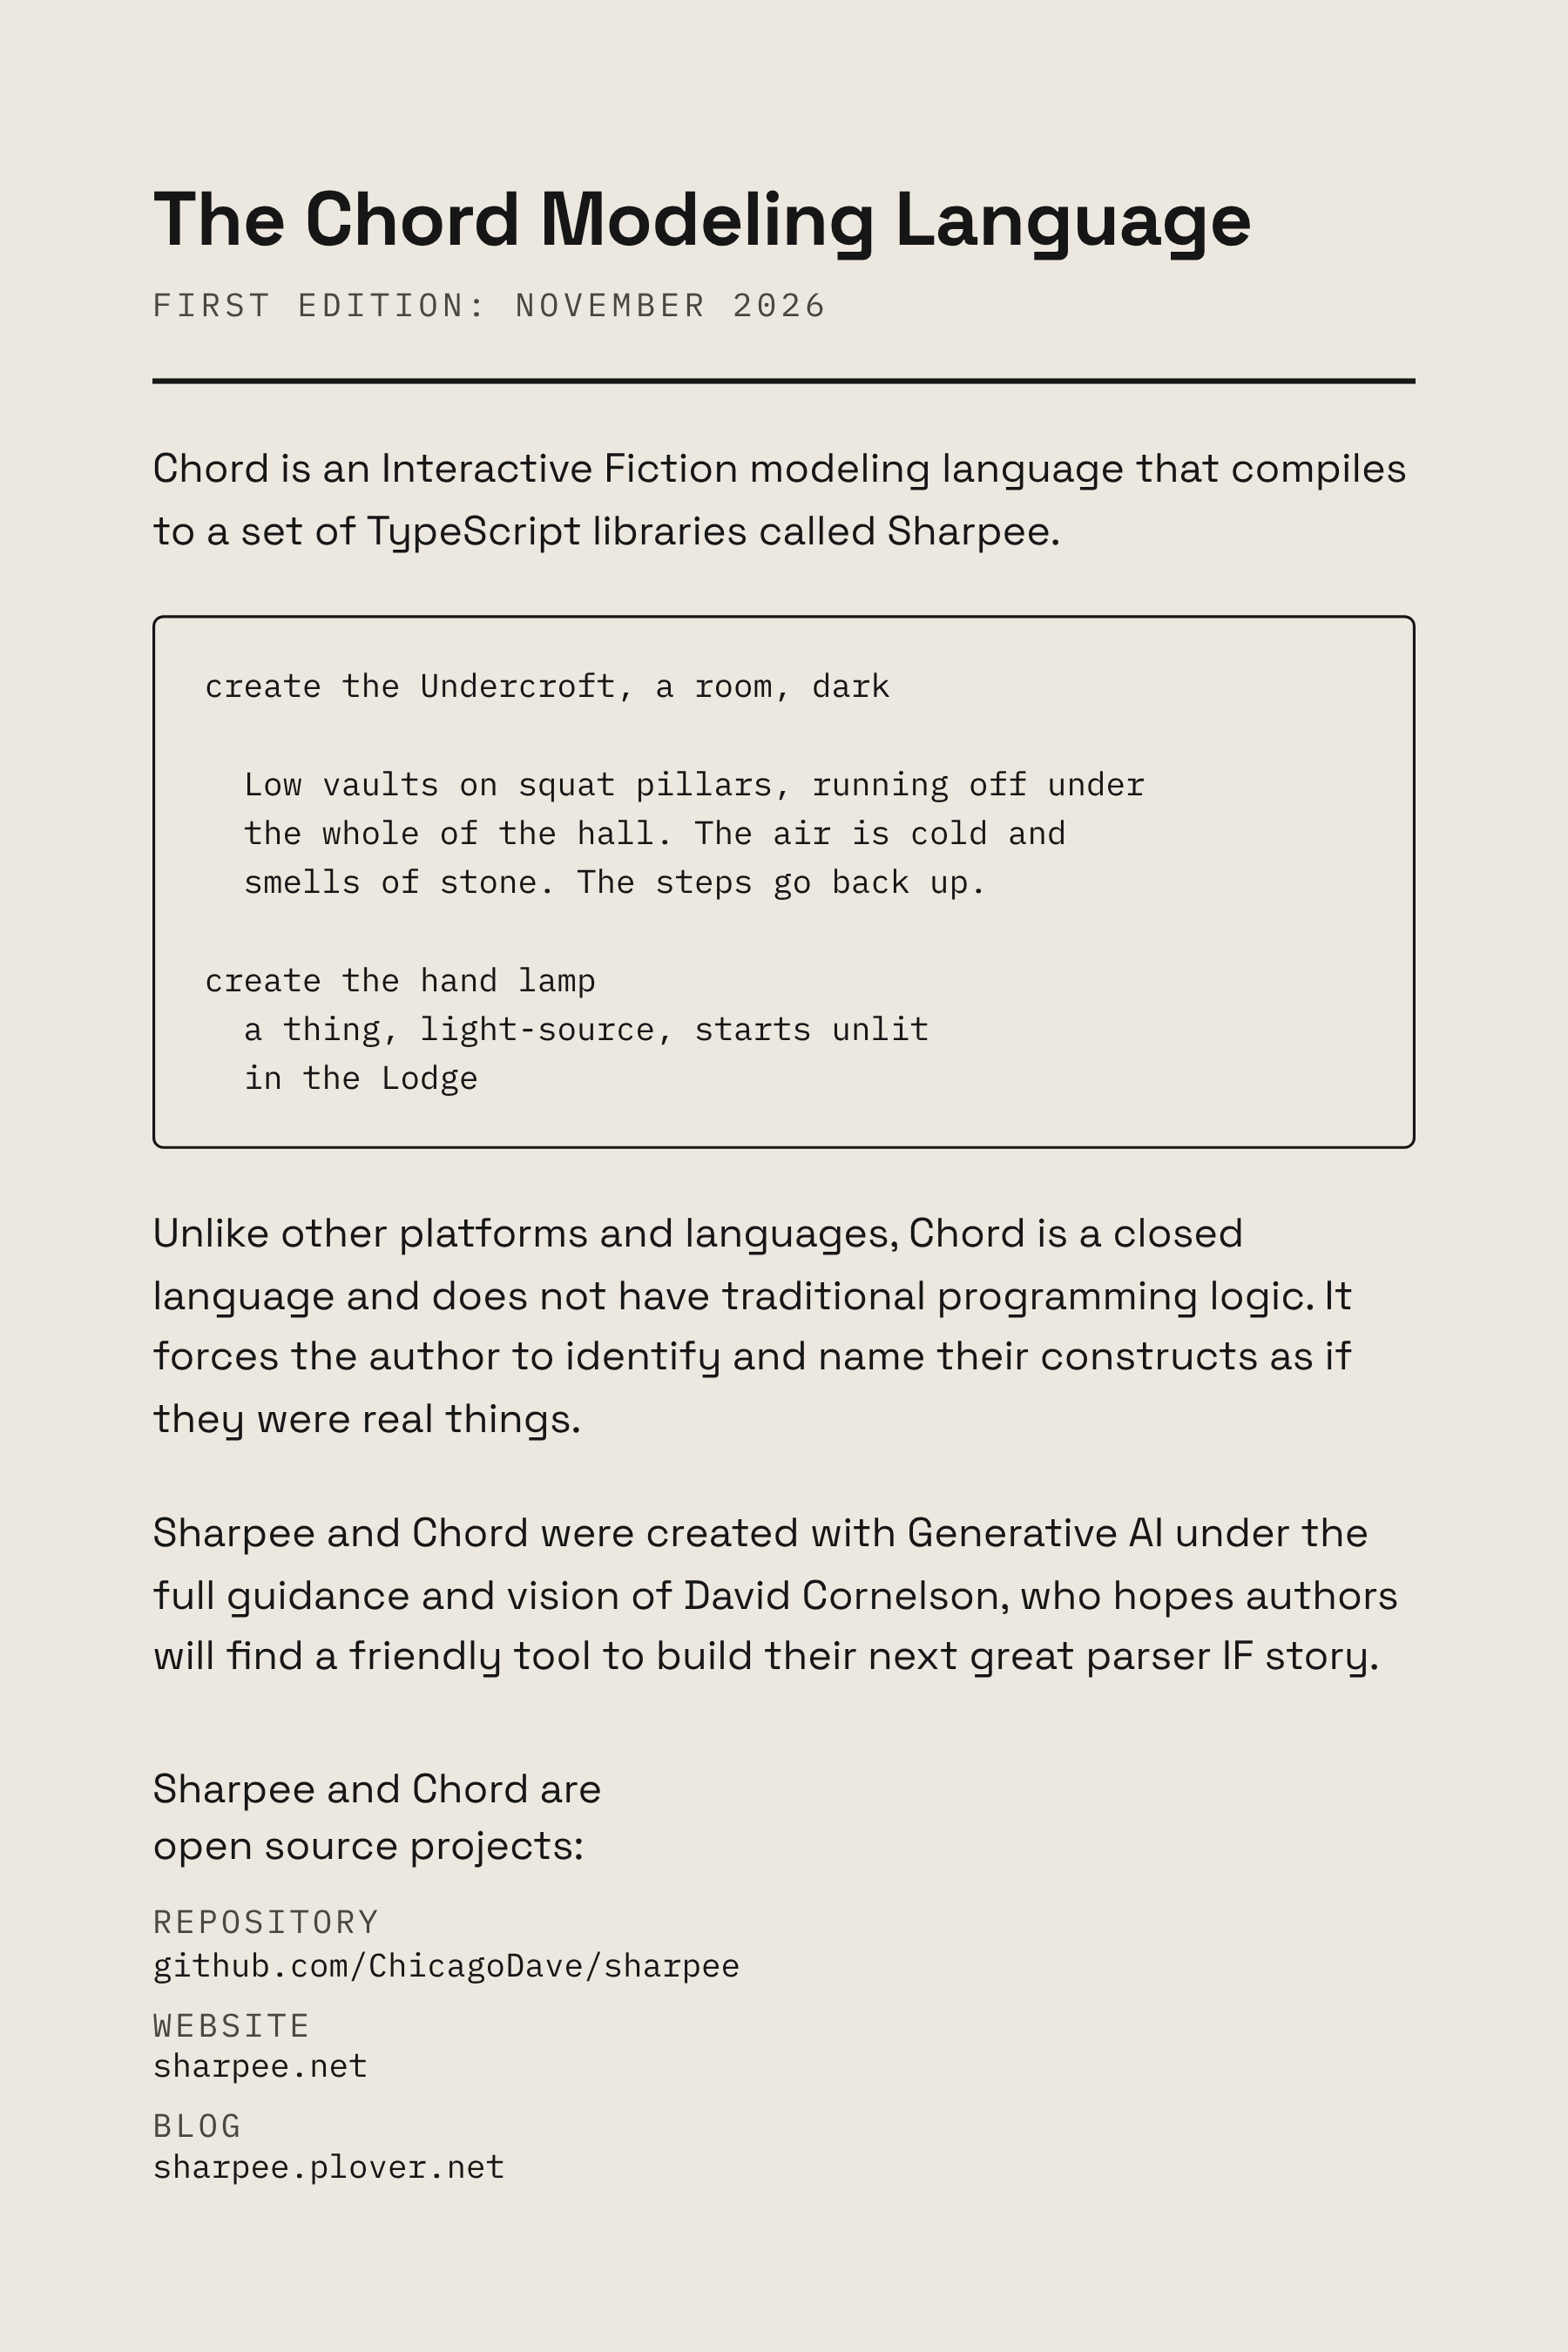 The Chord Modeling Language
FIRST EDITION: NOVEMBER 2026
Chord is an Interactive Fiction modeling language that compiles
to a set of TypeScript libraries called Sharpee.
create the Undercroft, a room, dark
Low vaults on squat pillars, running off under
the whole of the hall. The air is cold and
smells of stone. The steps go back up.
create the hand lamp
a thing, light-source, starts unlit
in the Lodge
Unlike other platforms and languages, Chord is a closed
language and does not have traditional programming logic. It
forces the author to identify and name their constructs as if
they were real things.
Sharpee and Chord were created with Generative AI under the
full guidance and vision of David Cornelson, who hopes authors
will find a friendly tool to build their next great parser IF story.
Sharpee and Chord are
open source projects:
REPOSITORY
github.com/ChicagoDave/sharpee
WEBSITE
sharpee.net
BLOG
sharpee.plover.net